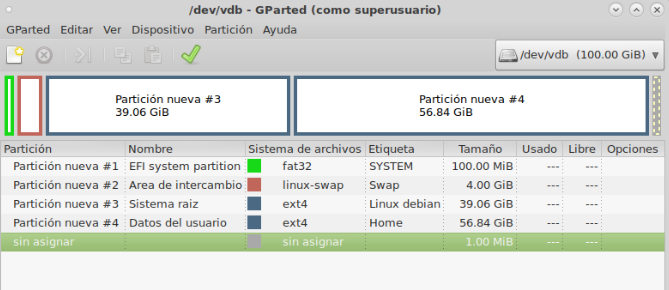 /dev/vdb - GParted (como superusuario)
GParted Editar Ver Dispositivo Partición Ayuda
/dev/vdb (100.00 GiB)
Partición nueva #3
39.06 GiB
Partición nueva #4
56.84 GiB
Partición Nombre Sistema de archivos Etiqueta Tamaño Usado Libre Opciones
Partición nueva #1 EFI system partition fat32 SYSTEM 100.00 MiB --- ---
Partición nueva #2 Area de intercambio linux-swap Swap 4.00 GiB --- ---
Partición nueva #3 Sistema raiz ext4 Linux debian 39.06 GiB --- ---
Partición nueva #4 Datos del usuario ext4 Home 56.84 GiB --- ---
sin asignar sin asignar 1.00 MiB --- ---